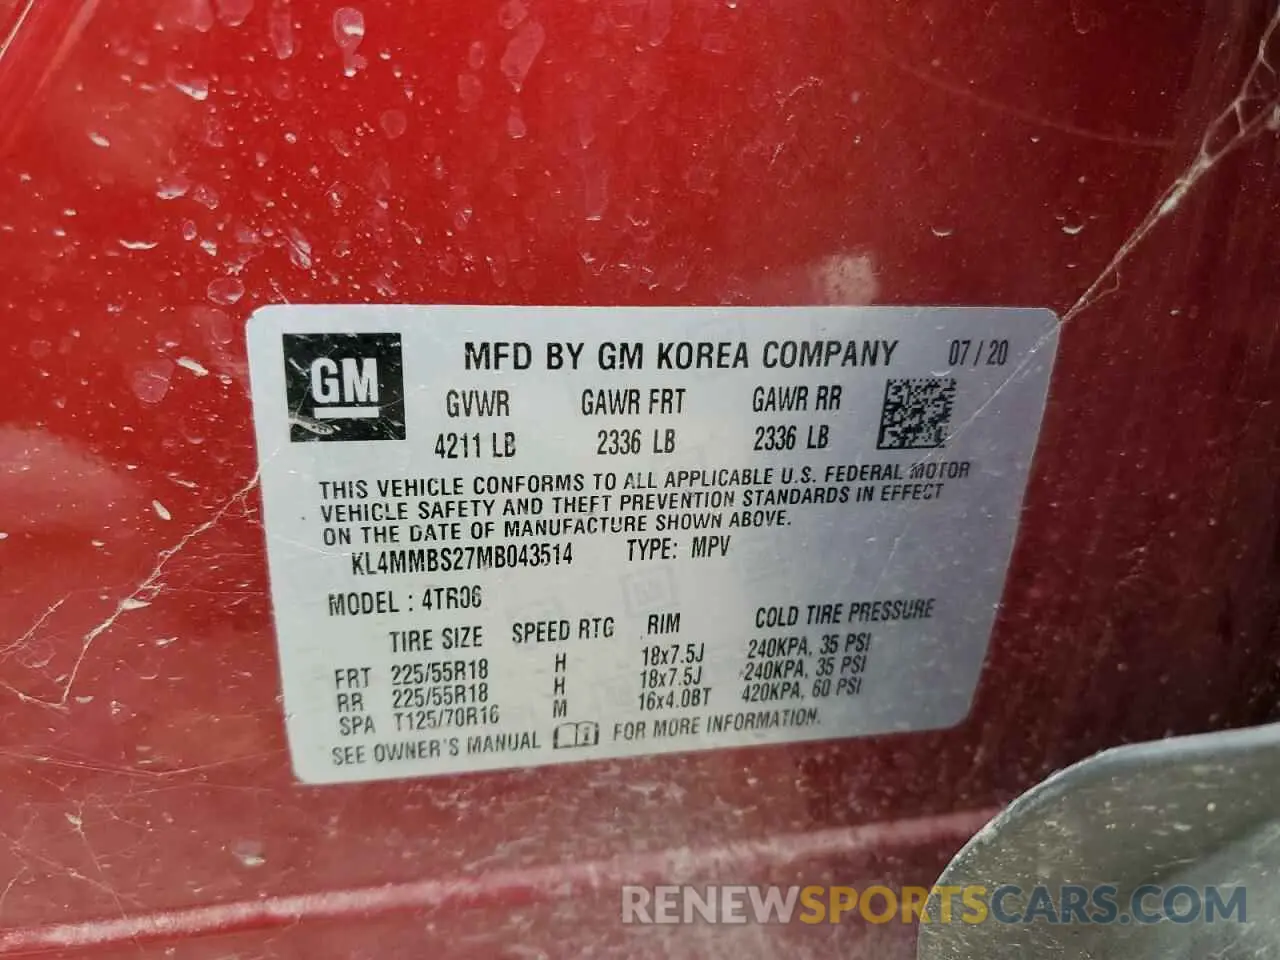 GM
MFD BY GM KOREA COMPANY 07/20
GVWR GAWR FRT GAWR RR
4211 LB 2336 LB 2336 LB
THIS VEHICLE CONFORMS TO ALL APPLICABLE U.S. FEDERAL MOTOR
VEHICLE SAFETY AND THEFT PREVENTION STANDARDS IN EFFECT
ON THE DATE OF MANUFACTURE SHOWN ABOVE.
KL4MMBS27MB043514 TYPE: MPV
MODEL : 4TR06
TIRE SIZE SPEED RTG RIM COLD TIRE PRESSURE
FRT 225/55R18 H 18x7.5J 240KPA, 35 PSI
RR 225/55R18 H 18x7.5J 240KPA, 35 PSI
SPA T125/70R16 M 16x4.0BT 420KPA, 60 PSI
SEE OWNER'S MANUAL FOR MORE INFORMATION.
RENEWSPORTSCARS.COM